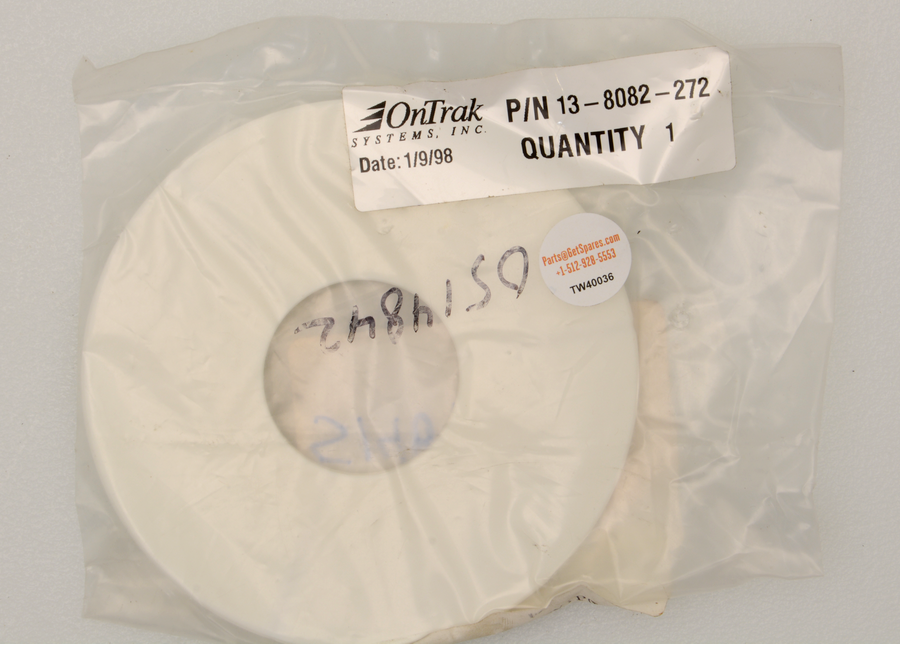 OnTrak
SYSTEMS, INC.
Date: 1/9/98
P/N 13-8082-272
QUANTITY 1
Parts@GetSpares.com
+1-512-928-5553
TW40036